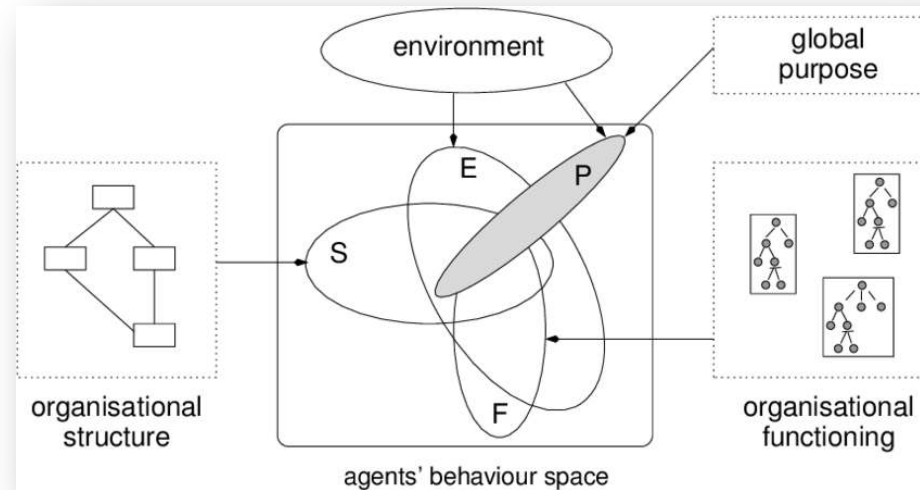 environment
global
purpose
E
P
S
F
organisational
structure
organisational
functioning
agents' behaviour space